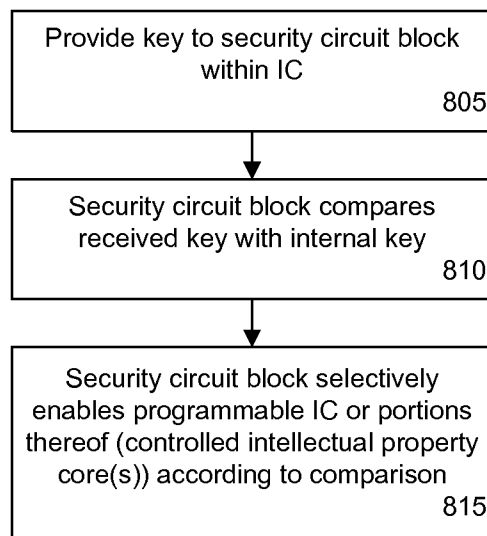 Provide key to security circuit block
within IC
805
Security circuit block compares
received key with internal key
810
Security circuit block selectively
enables programmable IC or portions
thereof (controlled intellectual property
core(s)) according to comparison
815